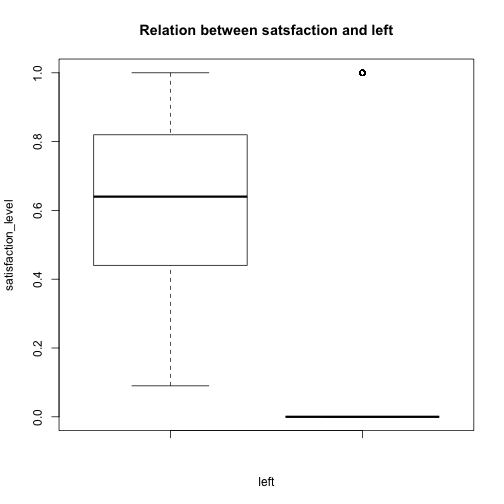 Relation between satsfaction and left
satisfaction_level
1.0
0.8
0.6
0.4
0.2
0.0
left